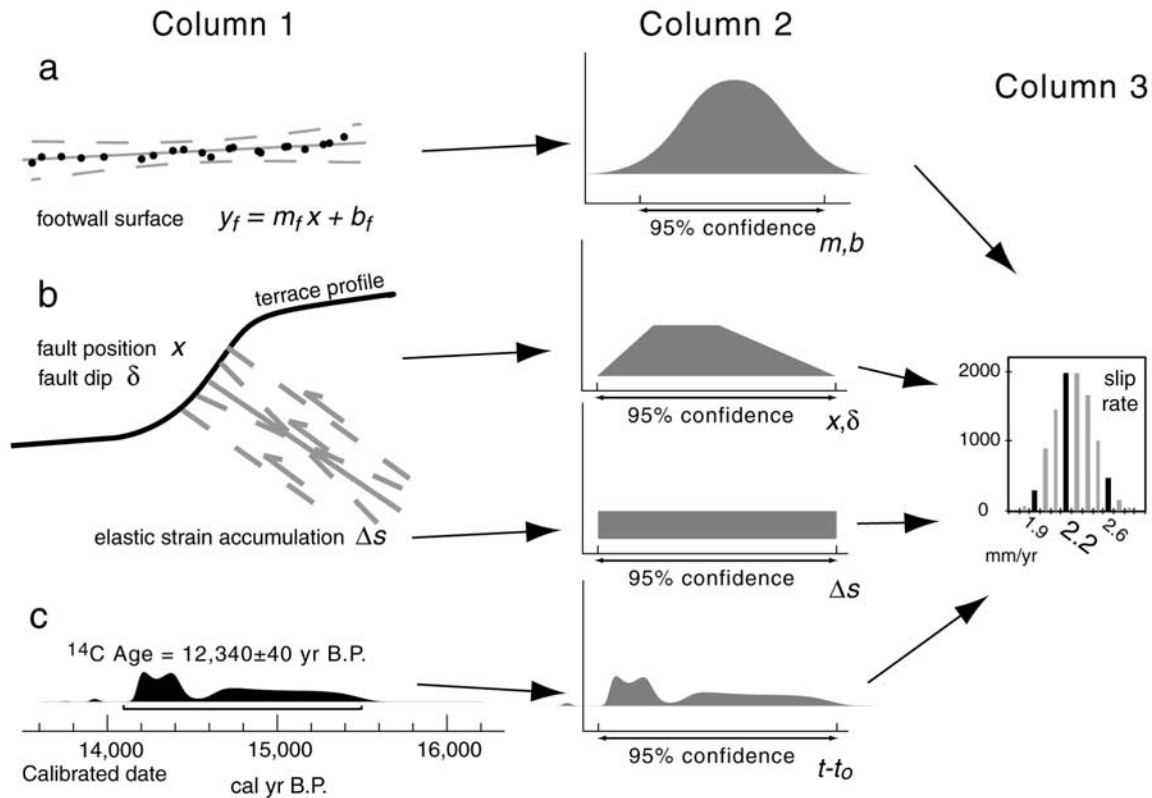 Column 1
Column 2
Column 3
a
footwall surface y_f = m_f x + b_f
95% confidence
m,b
b
terrace profile
fault position x
fault dip δ
95% confidence
x,δ
elastic strain accumulation Δs
95% confidence
Δs
c
14C Age = 12,340±40 yr B.P.
14,000 15,000 16,000
Calibrated date
cal yr B.P.
95% confidence
t-to
2000
slip
rate
1000
0
1.9 2.2 2.6
mm/yr